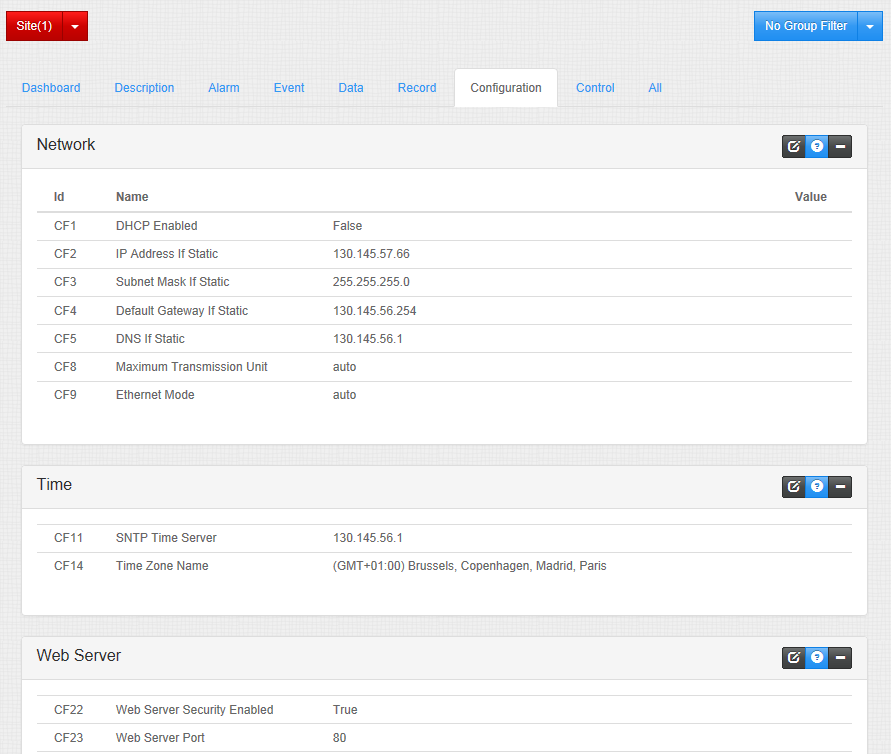 Site(1) No Group Filter
Dashboard Description Alarm Event Data Record Configuration Control All
Network
Id Name Value
CF1 DHCP Enabled False
CF2 IP Address If Static 130.145.57.66
CF3 Subnet Mask If Static 255.255.255.0
CF4 Default Gateway If Static 130.145.56.254
CF5 DNS If Static 130.145.56.1
CF8 Maximum Transmission Unit auto
CF9 Ethernet Mode auto
Time
CF11 SNTP Time Server 130.145.56.1
CF14 Time Zone Name (GMT+01:00) Brussels, Copenhagen, Madrid, Paris
Web Server
CF22 Web Server Security Enabled True
CF23 Web Server Port 80